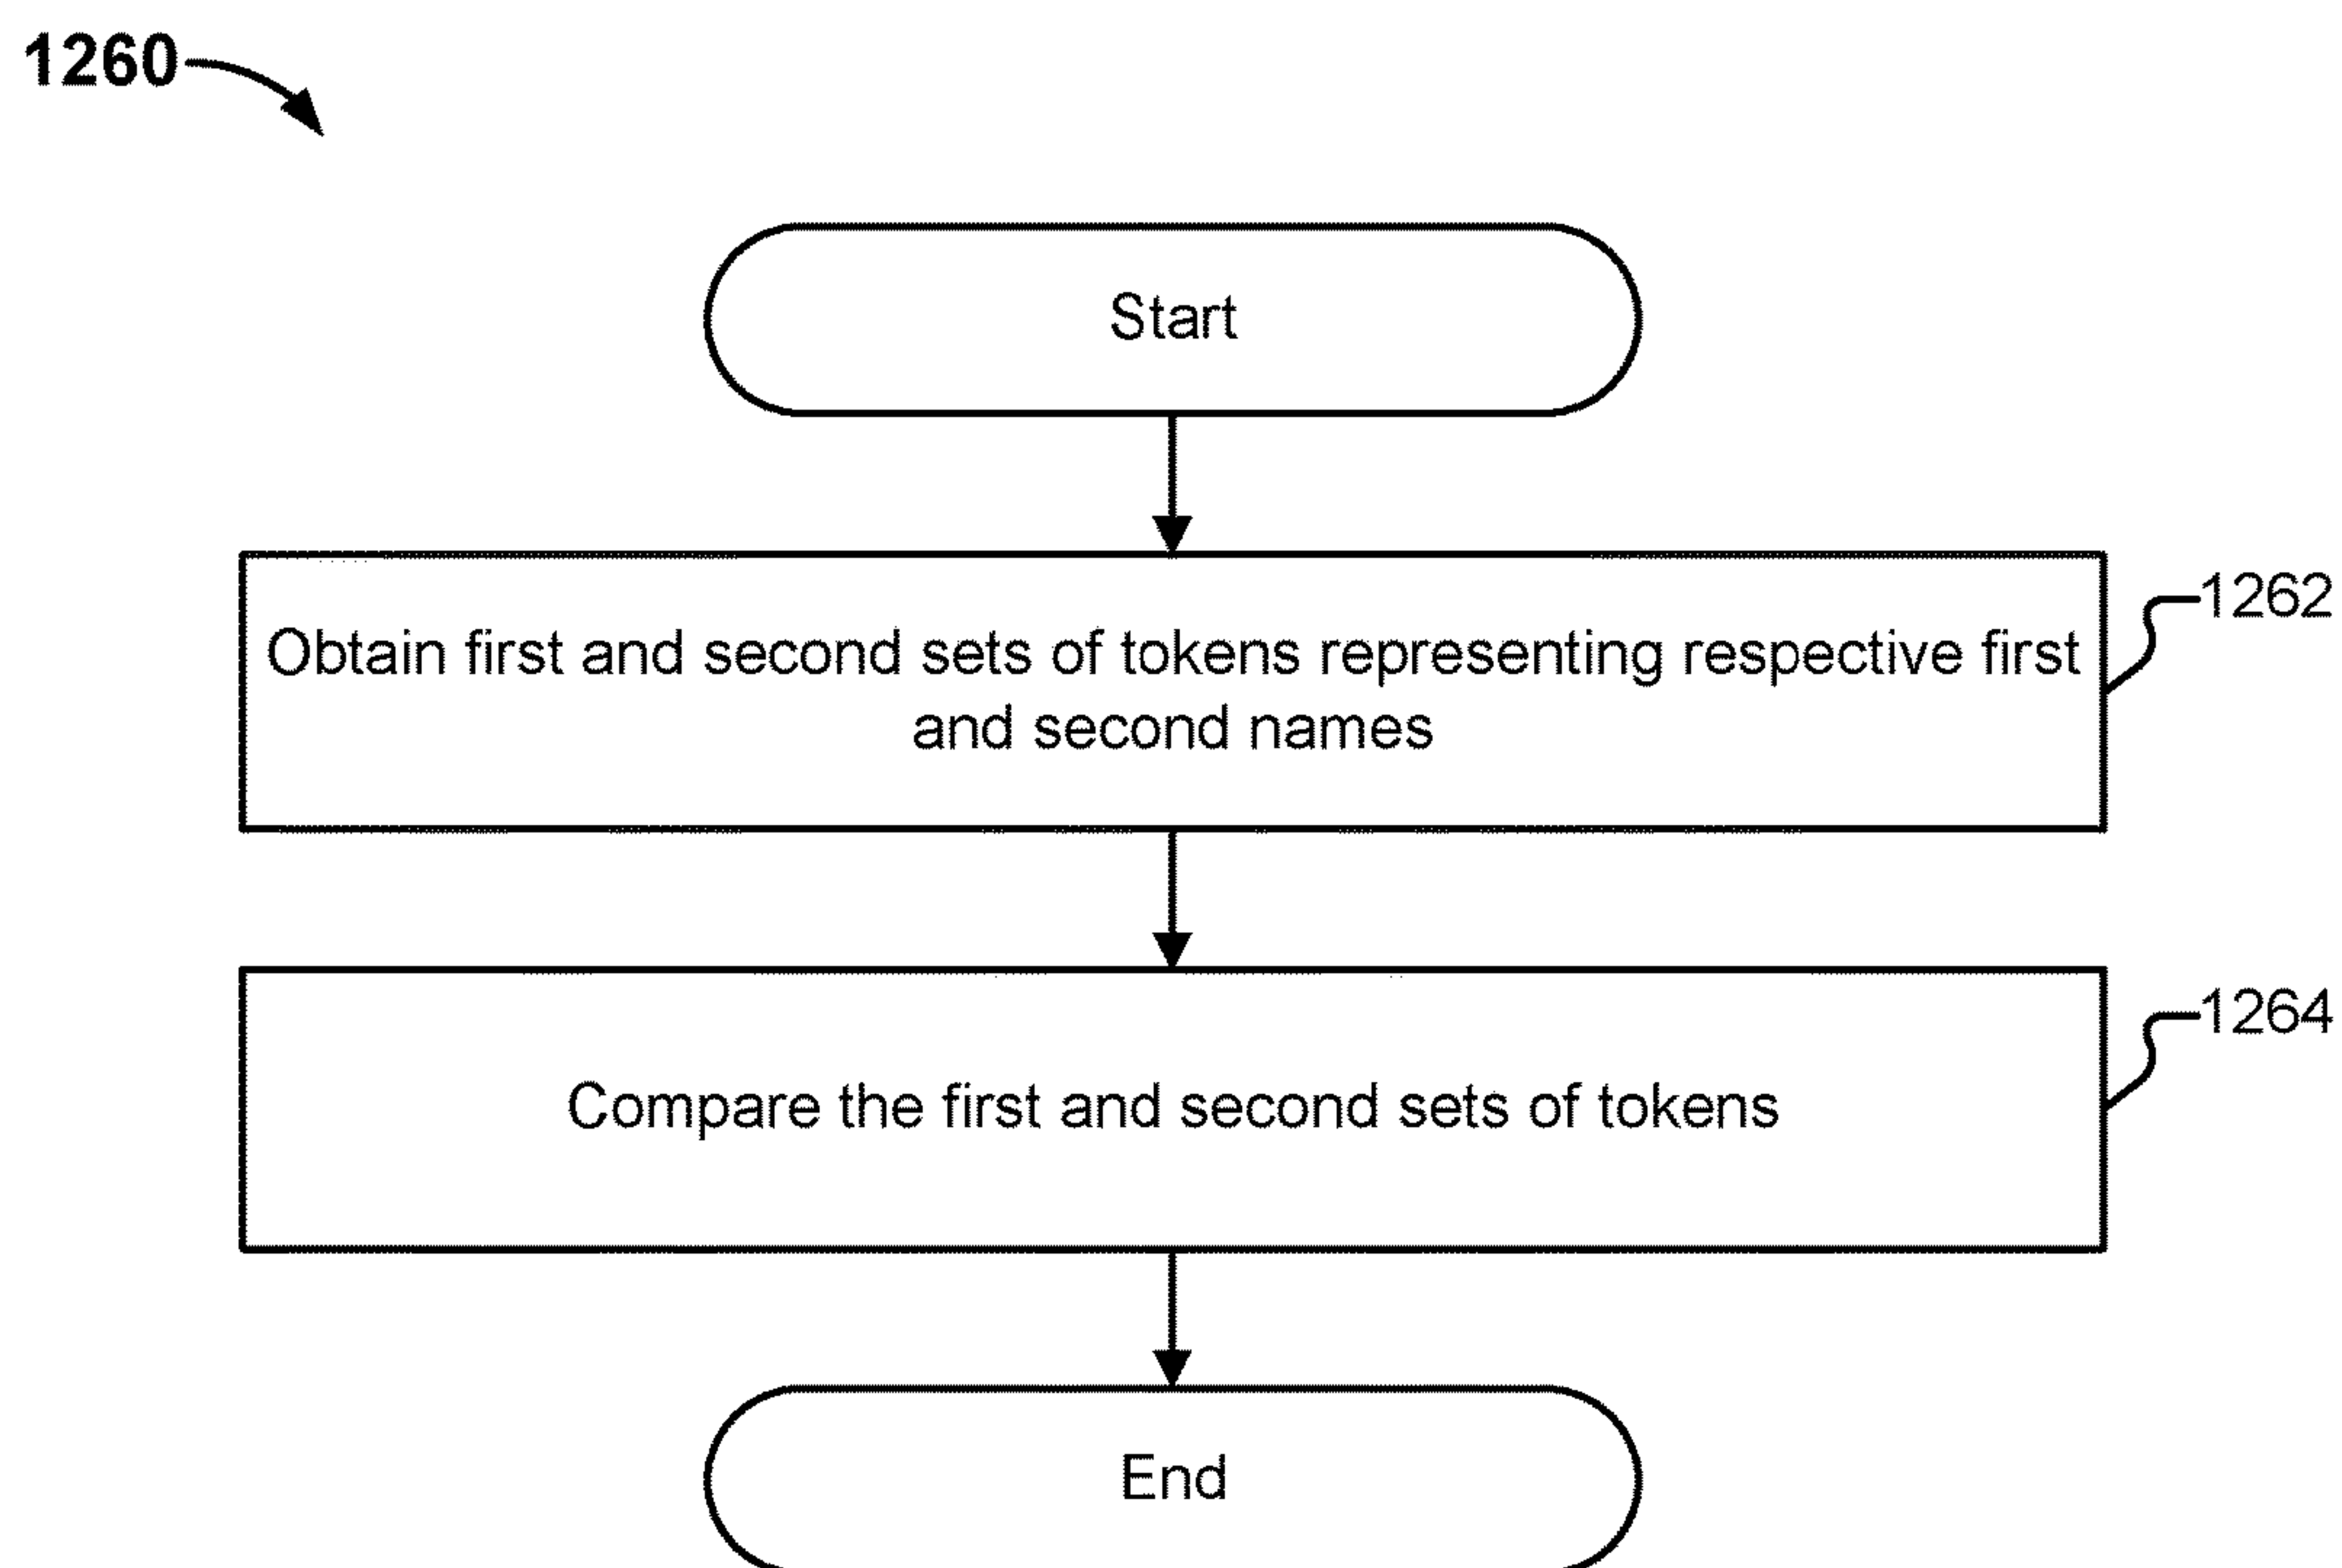 1260
Start
Obtain first and second sets of tokens representing respective first
and second names
1262
Compare the first and second sets of tokens
1264
End